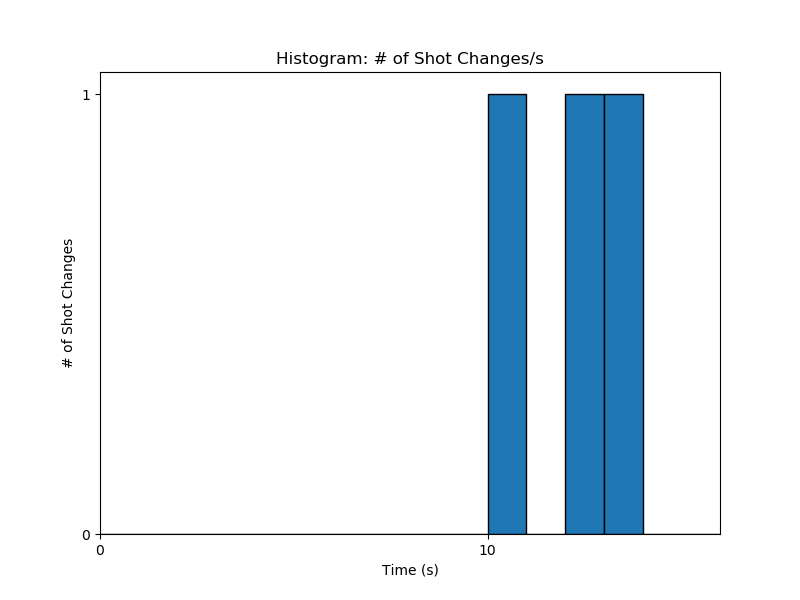 Histogram: # of Shot Changes/s
1
# of Shot Changes
0
0 10
Time (s)